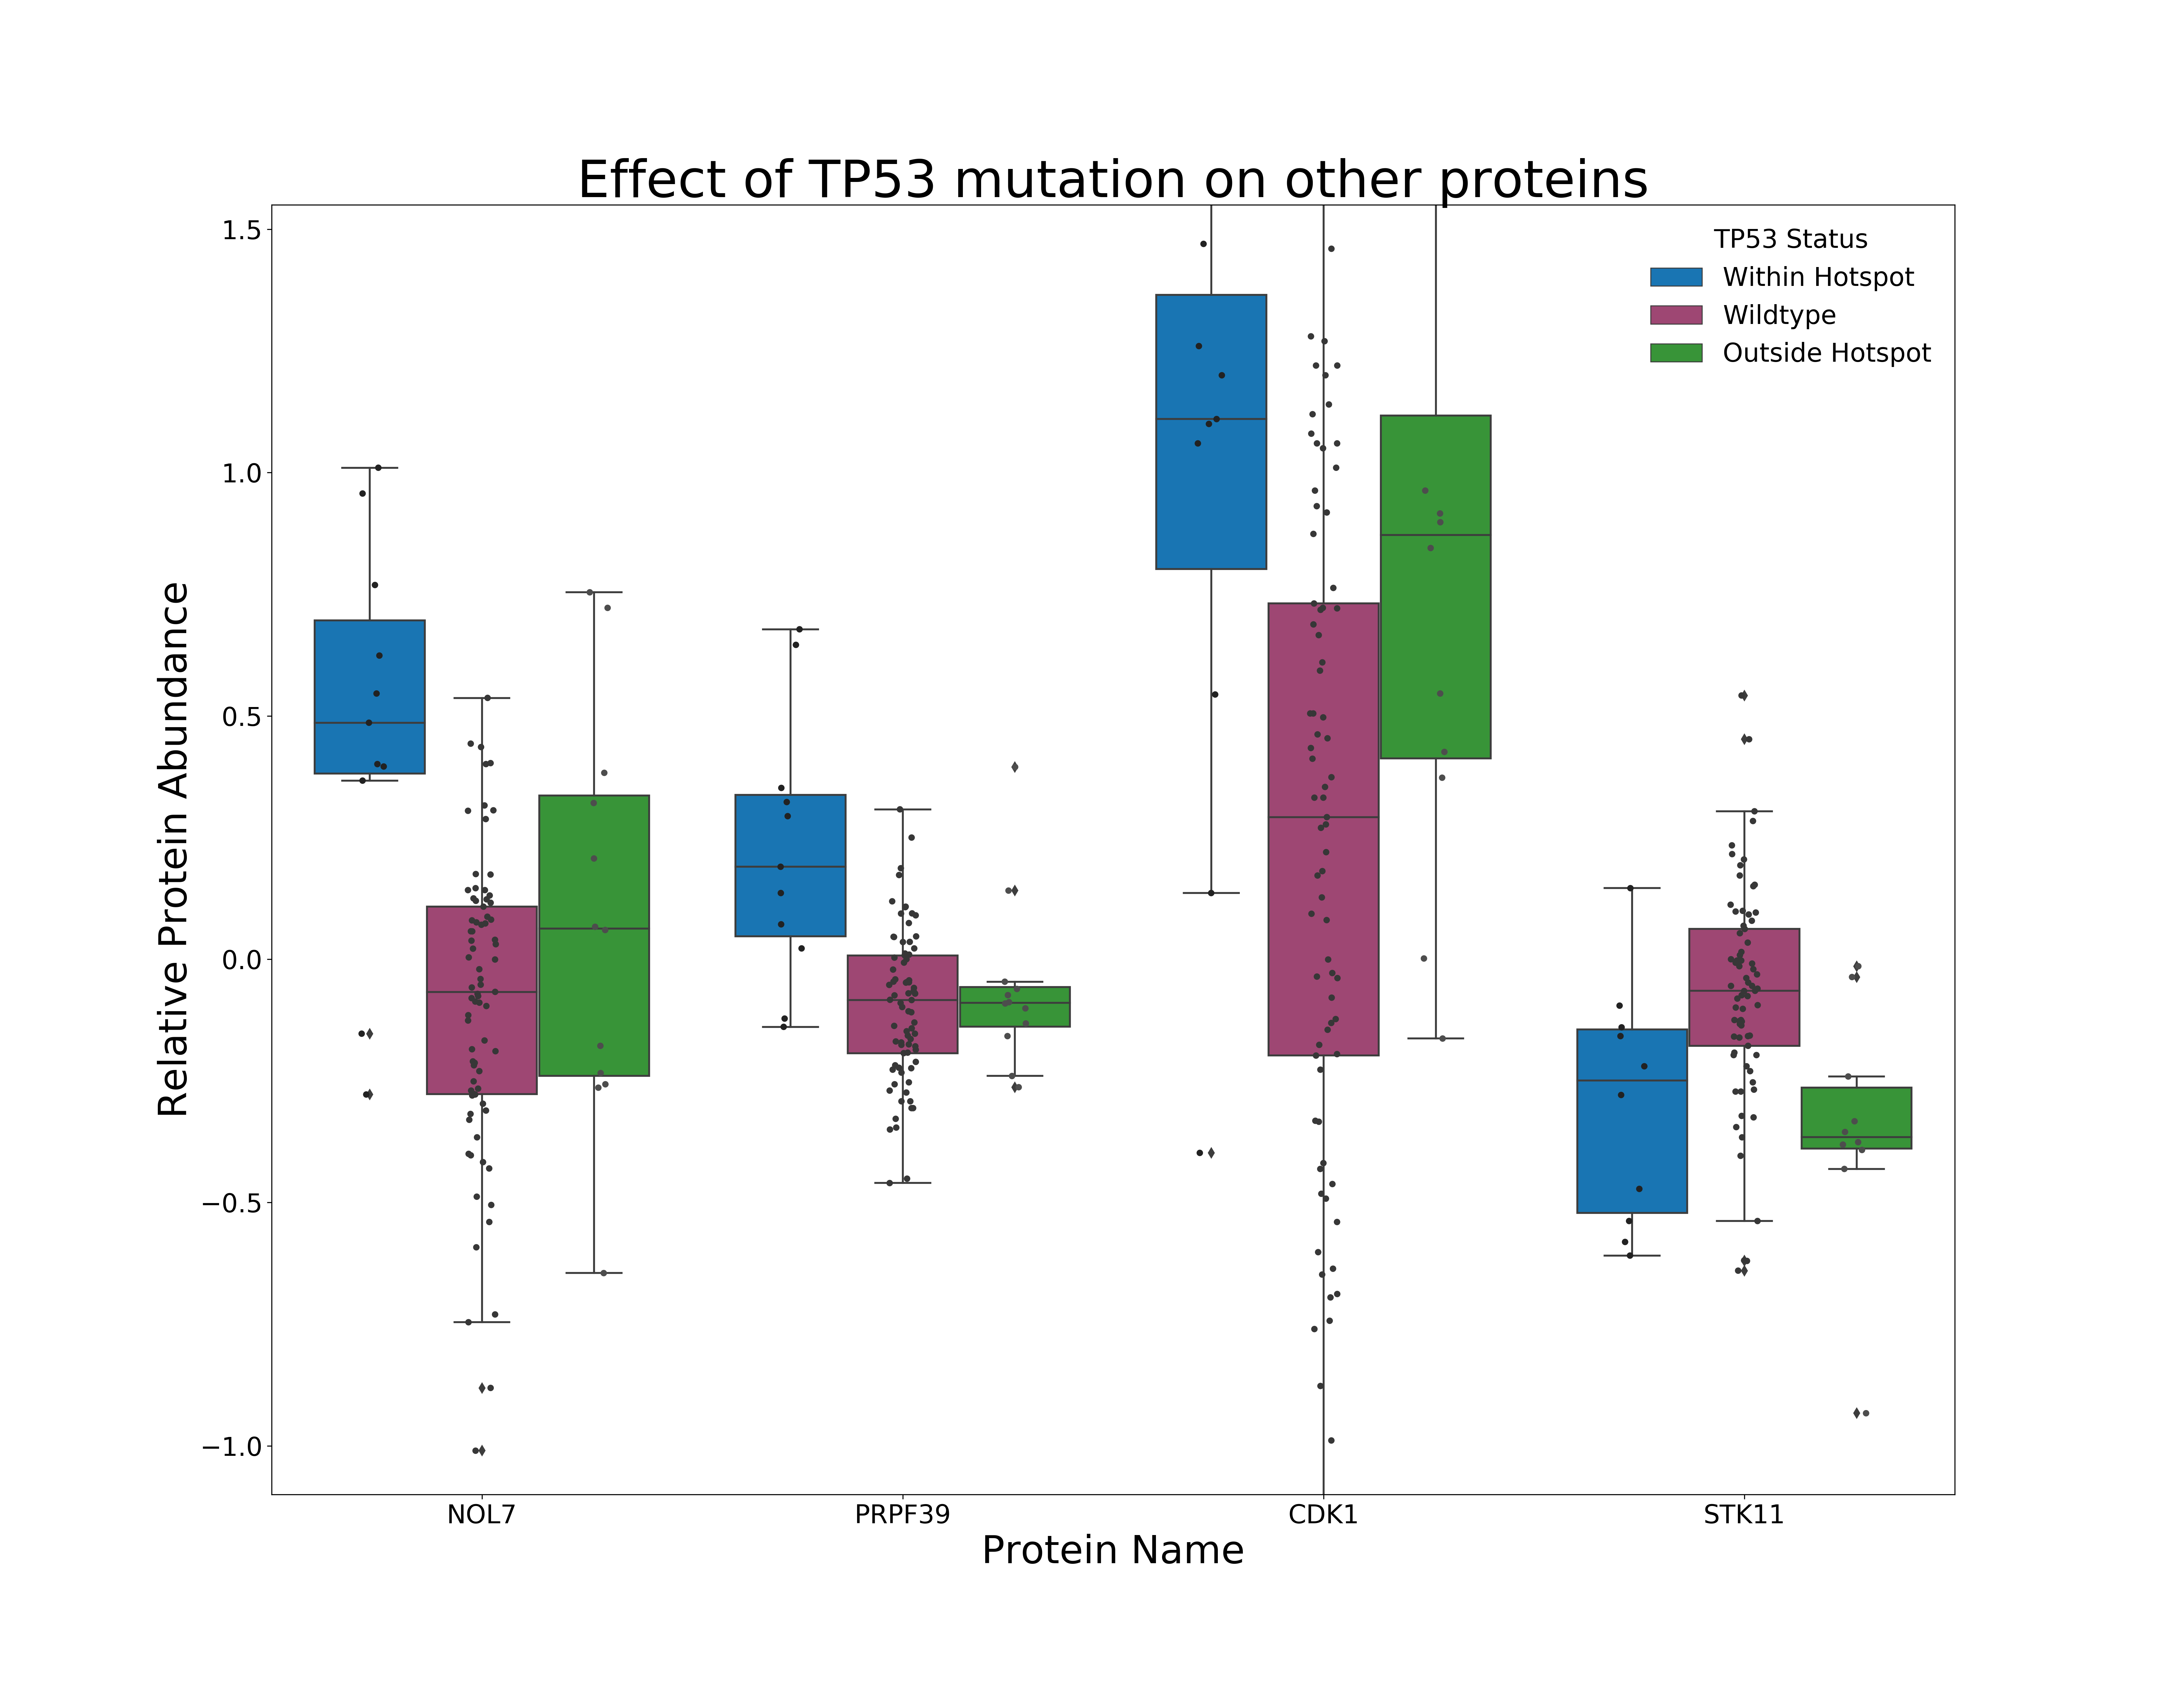 Effect of TP53 mutation on other proteins
TP53 Status
Within Hotspot
Wildtype
Outside Hotspot
1.5
1.0
0.5
0.0
−0.5
−1.0
Relative Protein Abundance
NOL7 PRPF39 CDK1 STK11
Protein Name